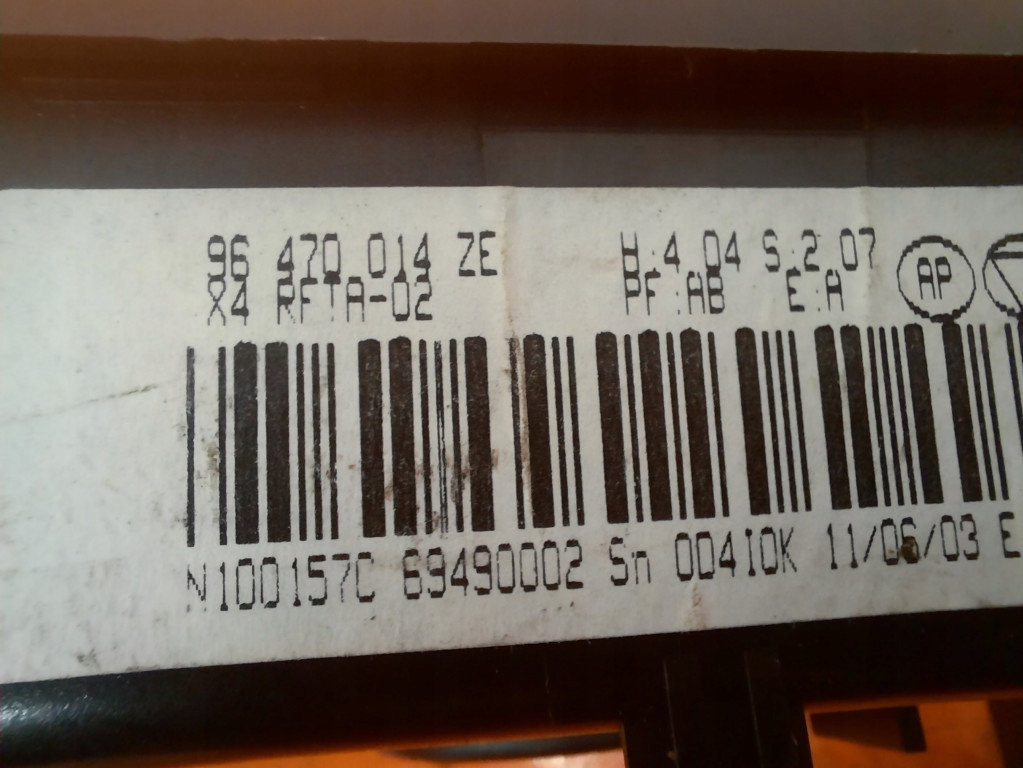 96 470 014 ZE H:4.04 S:2.07
X4 RFTA-02 PF:AB E:A
AP
N100157C 69490002 Sn 004I0K 11/06/03 E